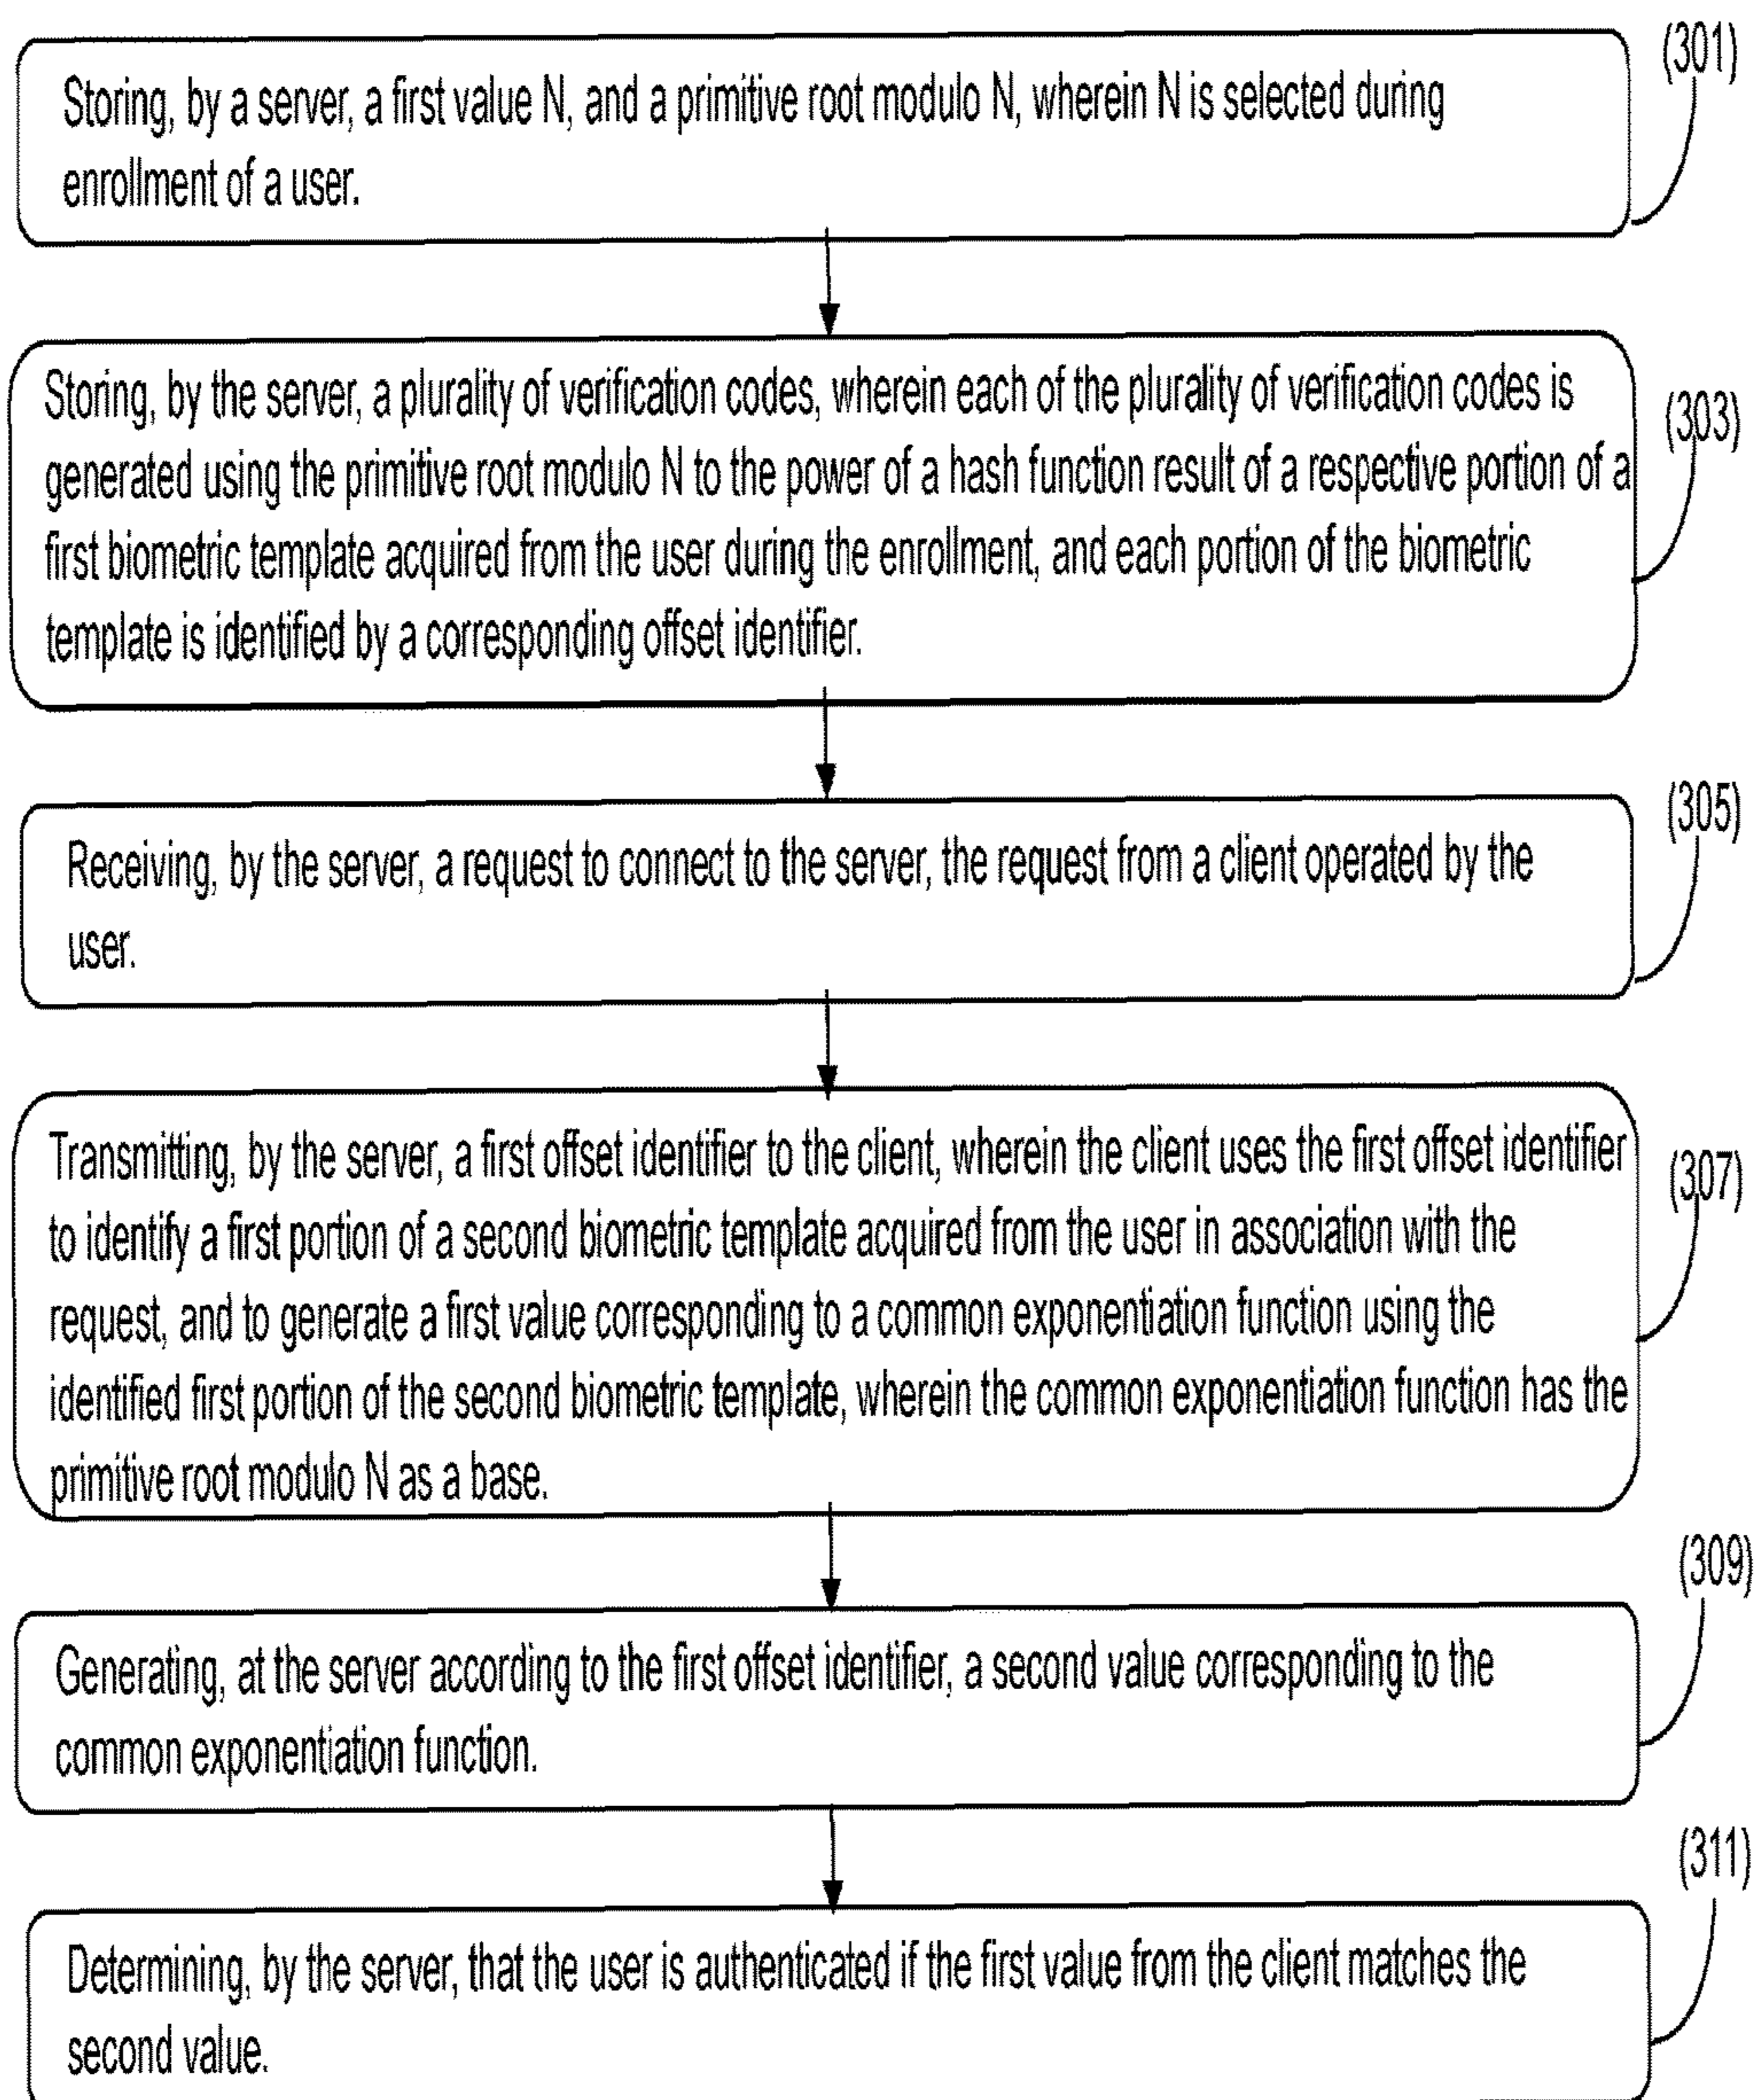 (301)
Storing, by a server, a first value N, and a primitive root modulo N, wherein N is selected during
enrollment of a user.
(303)
Storing, by the server, a plurality of verification codes, wherein each of the plurality of verification codes is
generated using the primitive root modulo N to the power of a hash function result of a respective portion of a
first biometric template acquired from the user during the enrollment, and each portion of the biometric
template is identified by a corresponding offset identifier.
(305)
Receiving, by the server, a request to connect to the server, the request from a client operated by the
user.
(307)
Transmitting, by the server, a first offset identifier to the client, wherein the client uses the first offset identifier
to identify a first portion of a second biometric template acquired from the user in association with the
request, and to generate a first value corresponding to a common exponentiation function using the
identified first portion of the second biometric template, wherein the common exponentiation function has the
primitive root modulo N as a base.
(309)
Generating, at the server according to the first offset identifier, a second value corresponding to the
common exponentiation function.
(311)
Determining, by the server, that the user is authenticated if the first value from the client matches the
second value.